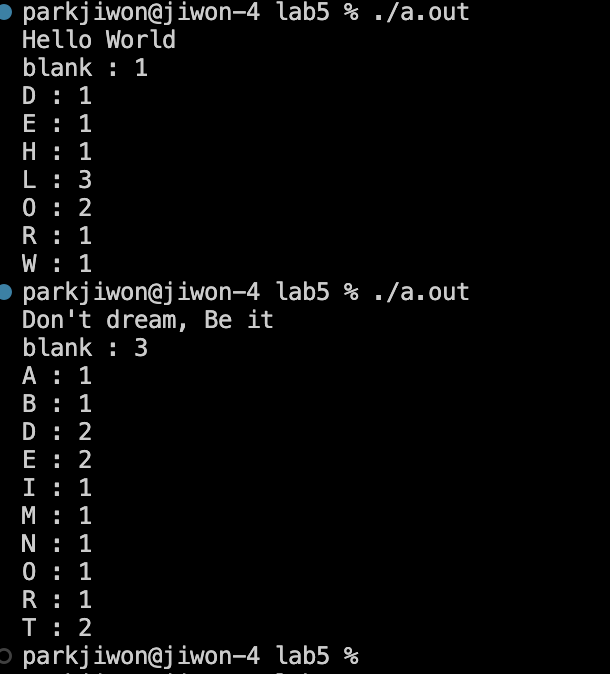 parkjiwon@jiwon-4 lab5 % ./a.out
Hello World
blank : 1
D : 1
E : 1
H : 1
L : 3
O : 2
R : 1
W : 1
parkjiwon@jiwon-4 lab5 % ./a.out
Don't dream, Be it
blank : 3
A : 1
B : 1
D : 2
E : 2
I : 1
M : 1
N : 1
O : 1
R : 1
T : 2
parkjiwon@jiwon-4 lab5 %